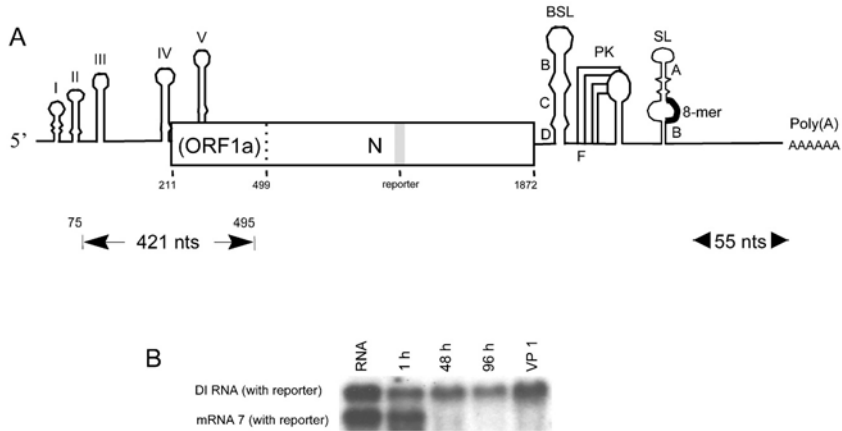 A
I II III IV V BSL PK SL
B A
C 8-mer
D B Poly(A)
5' (ORF1a) N F AAAAAA
211 499 reporter 1872
75 495
421 nts 55 nts
B
RNA 1 h 48 h 96 h VP 1
DI RNA (with reporter)
mRNA 7 (with reporter)